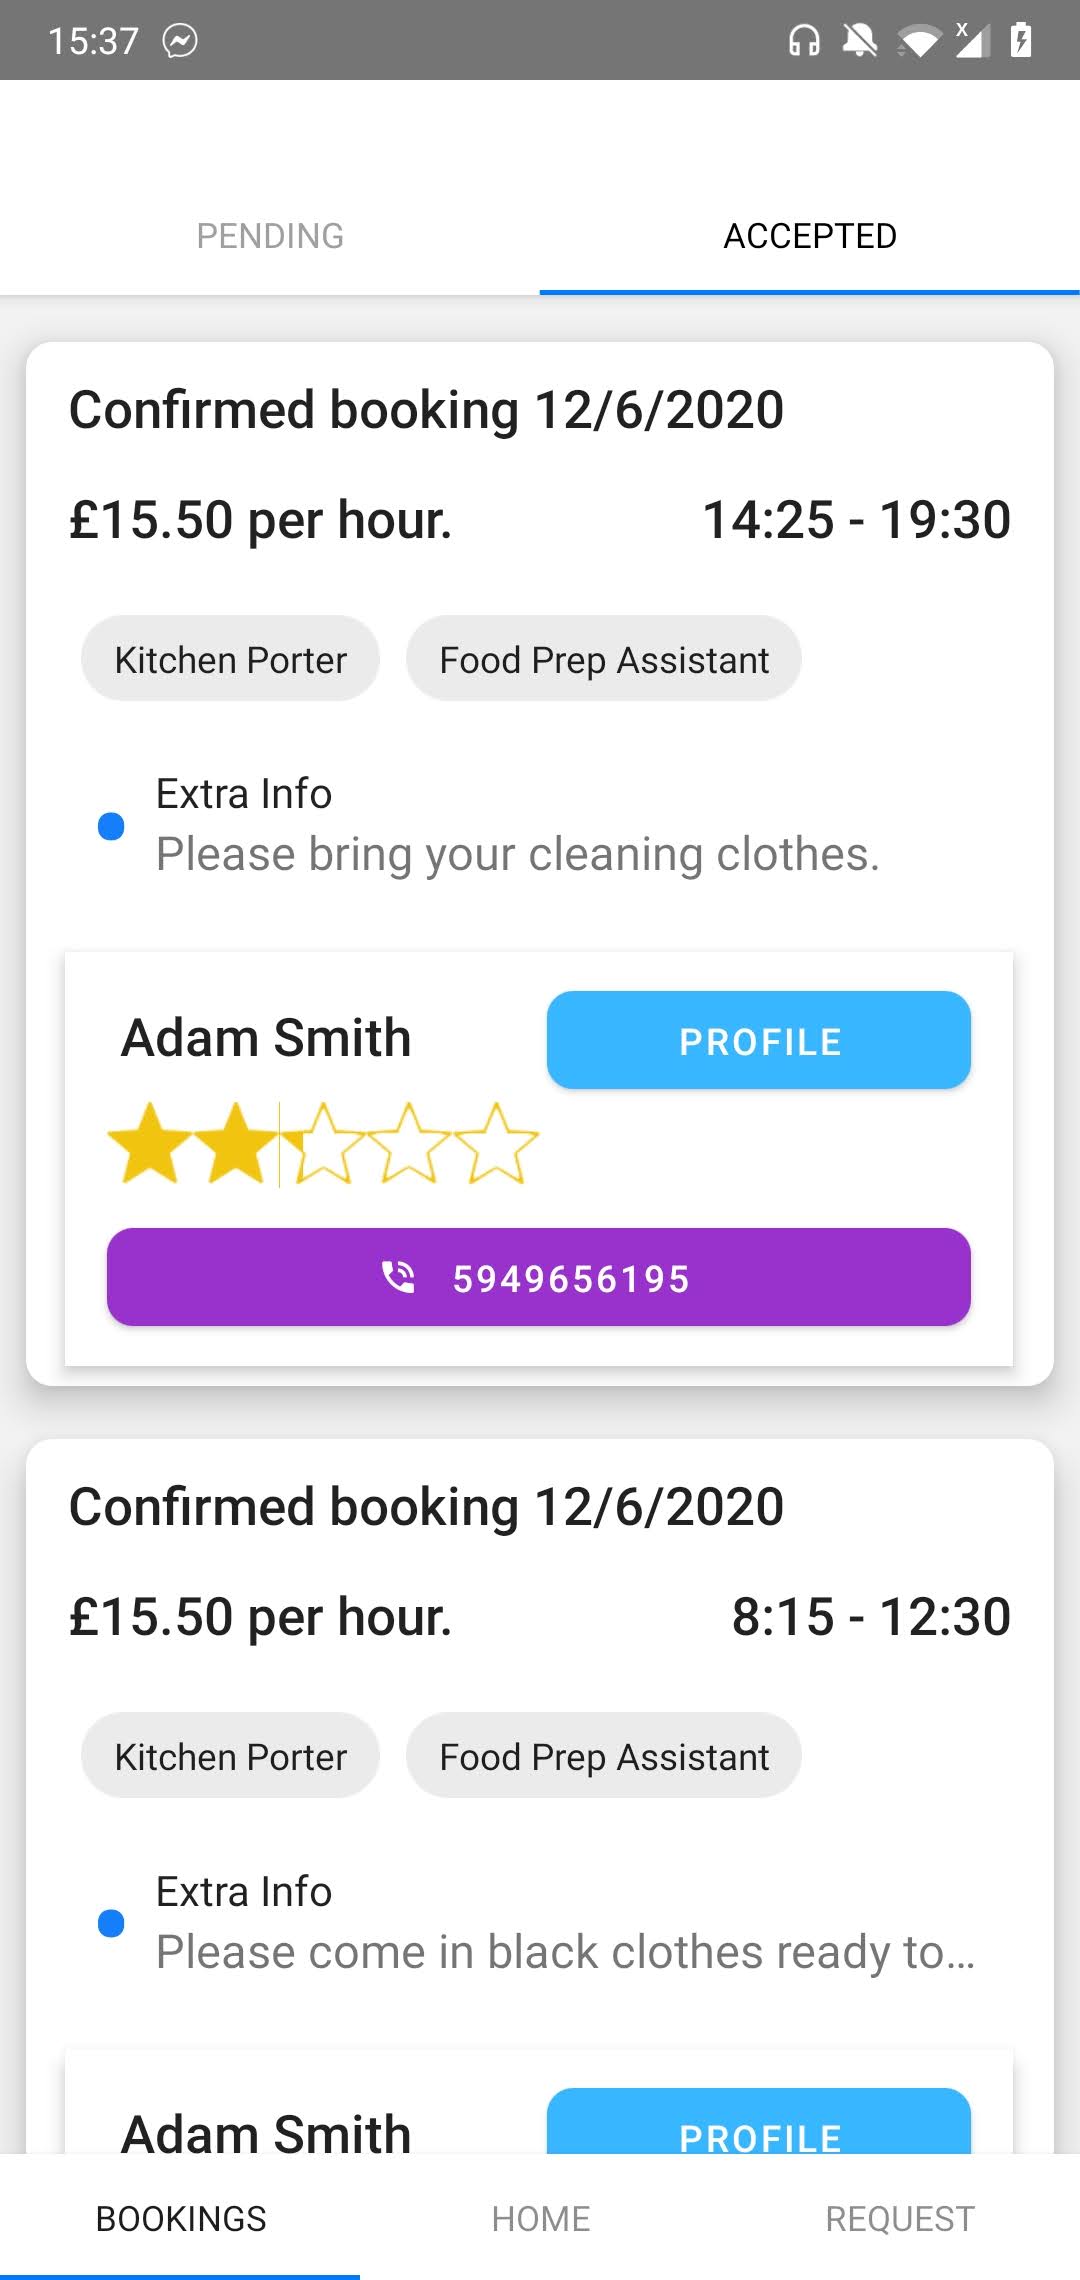 15:37
PENDING ACCEPTED
Confirmed booking 12/6/2020
£15.50 per hour. 14:25 - 19:30
Kitchen Porter Food Prep Assistant
Extra Info
Please bring your cleaning clothes.
Adam Smith PROFILE
5949656195
Confirmed booking 12/6/2020
£15.50 per hour. 8:15 - 12:30
Kitchen Porter Food Prep Assistant
Extra Info
Please come in black clothes ready to...
Adam Smith PROFILE
BOOKINGS HOME REQUEST